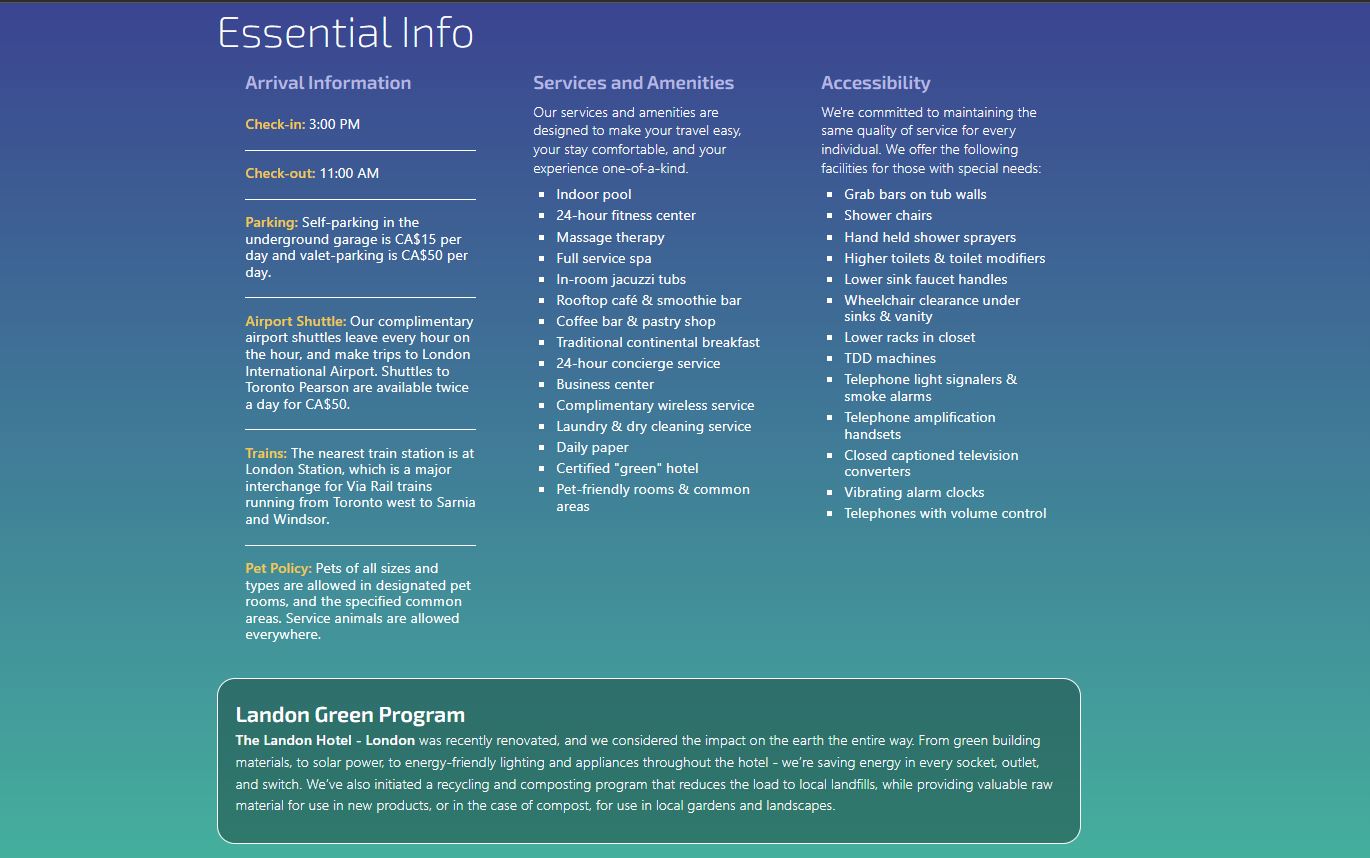 Essential Info
Arrival Information
Check-in: 3:00 PM
Check-out: 11:00 AM
Parking: Self-parking in the
underground garage is CA$15 per
day and valet-parking is CA$50 per
day.
Airport Shuttle: Our complimentary
airport shuttles leave every hour on
the hour, and make trips to London
International Airport. Shuttles to
Toronto Pearson are available twice
a day for CA$50.
Trains: The nearest train station is at
London Station, which is a major
interchange for Via Rail trains
running from Toronto west to Sarnia
and Windsor.
Pet Policy: Pets of all sizes and
types are allowed in designated pet
rooms, and the specified common
areas. Service animals are allowed
everywhere.
Services and Amenities
Our services and amenities are
designed to make your travel easy,
your stay comfortable, and your
experience one-of-a-kind.
Indoor pool
24-hour fitness center
Massage therapy
Full service spa
In-room jacuzzi tubs
Rooftop café & smoothie bar
Coffee bar & pastry shop
Traditional continental breakfast
24-hour concierge service
Business center
Complimentary wireless service
Laundry & dry cleaning service
Daily paper
Certified "green" hotel
Pet-friendly rooms & common
areas
Accessibility
We're committed to maintaining the
same quality of service for every
individual. We offer the following
facilities for those with special needs:
Grab bars on tub walls
Shower chairs
Hand held shower sprayers
Higher toilets & toilet modifiers
Lower sink faucet handles
Wheelchair clearance under
sinks & vanity
Lower racks in closet
TDD machines
Telephone light signalers &
smoke alarms
Telephone amplification
handsets
Closed captioned television
converters
Vibrating alarm clocks
Telephones with volume control
Landon Green Program
The Landon Hotel - London was recently renovated, and we considered the impact on the earth the entire way. From green building
materials, to solar power, to energy-friendly lighting and appliances throughout the hotel - we're saving energy in every socket, outlet,
and switch. We've also initiated a recycling and composting program that reduces the load to local landfills, while providing valuable raw
material for use in new products, or in the case of compost, for use in local gardens and landscapes.